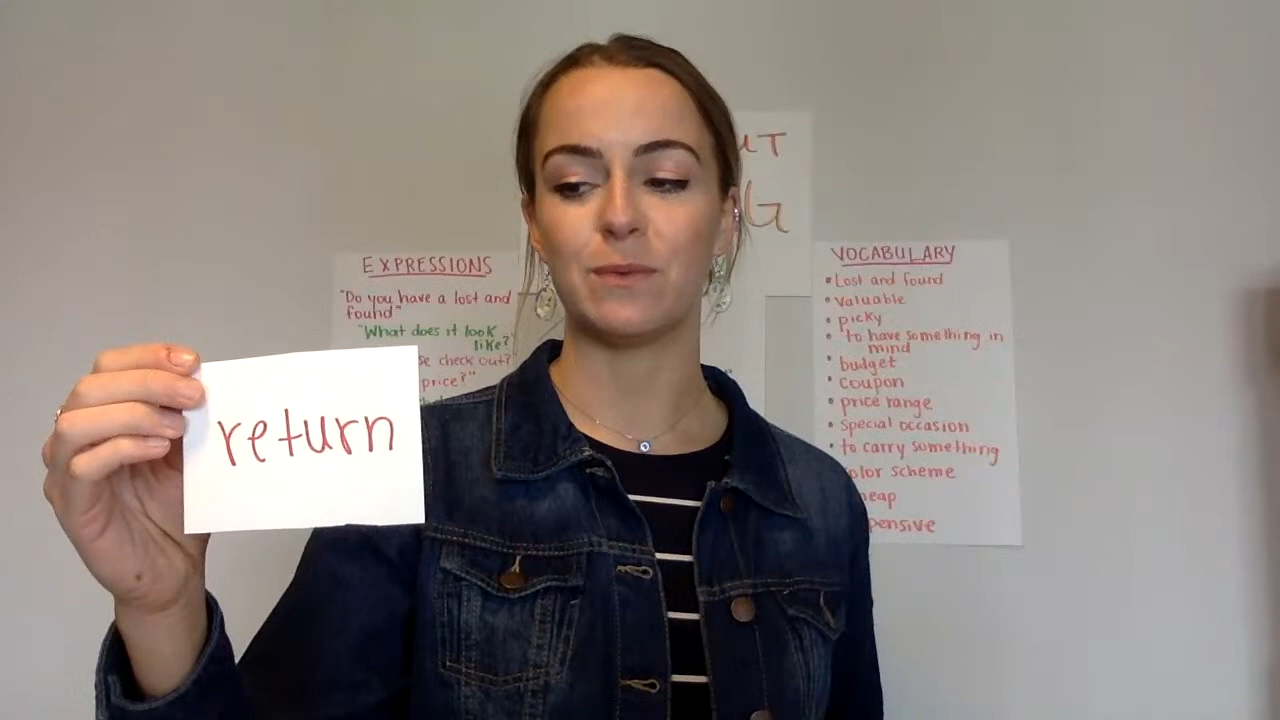 return
EXPRESSIONS
"Do you have a lost and
found"
"What does it look
like?
check out?
price?"
VOCABULARY
• Lost and found
• valuable
• picky
• to have something in
mind
• budget
• coupon
• price range
• special occasion
• to carry something
olor scheme
heap
pensive
UT
G